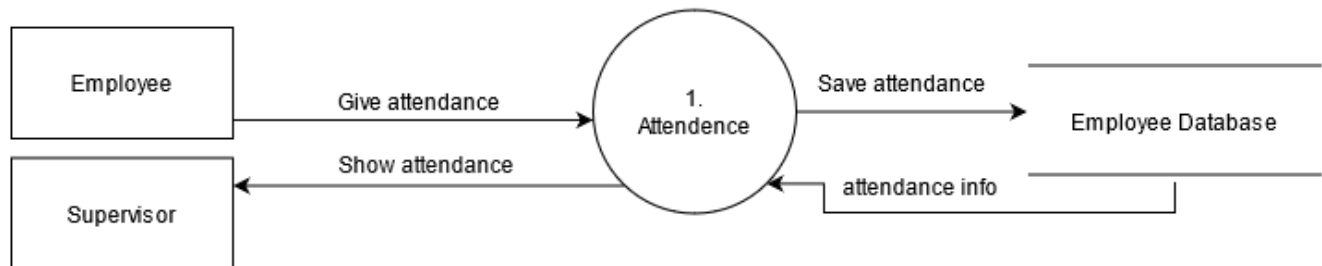 Employee
Give attendance
1.
Attendence
Save attendance
Employee Database
Show attendance
attendance info
Supervisor